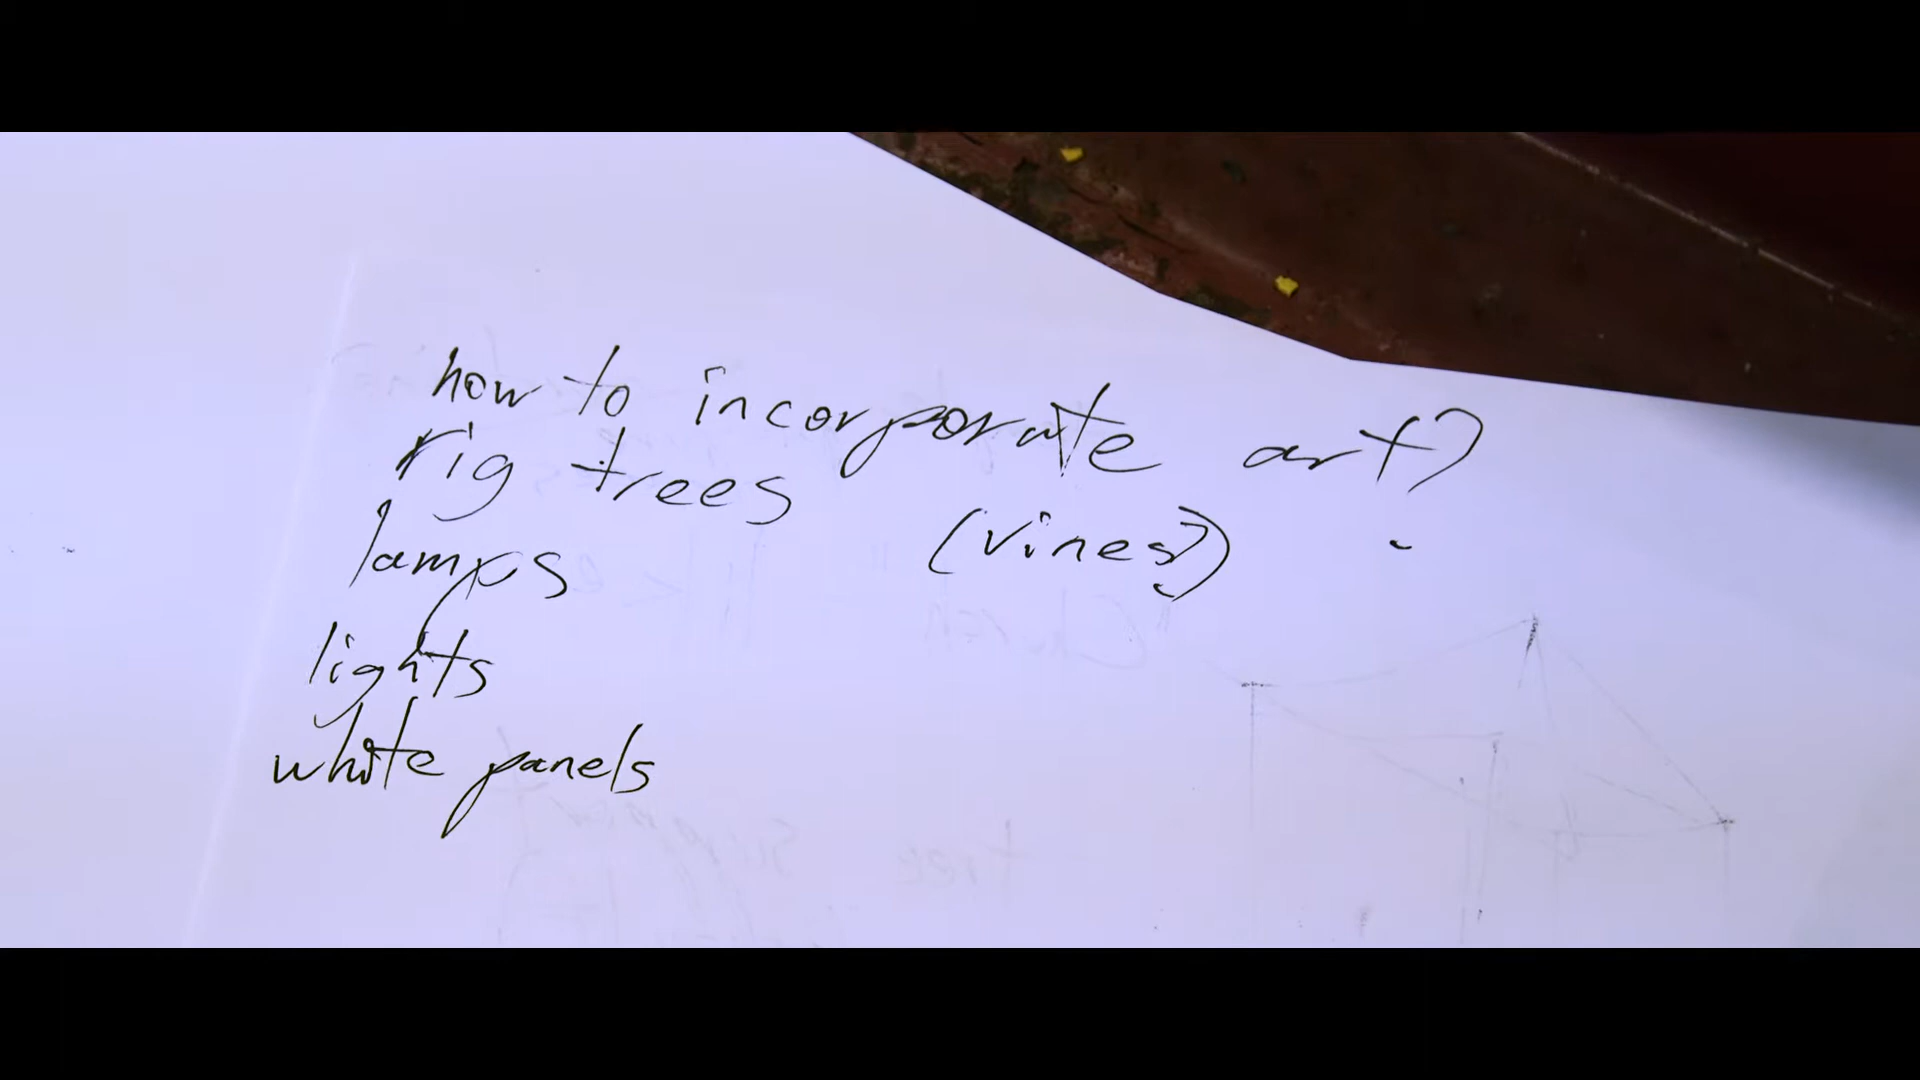 how to incorporate art?
rig trees (vines?)
lamps
lights
white panels